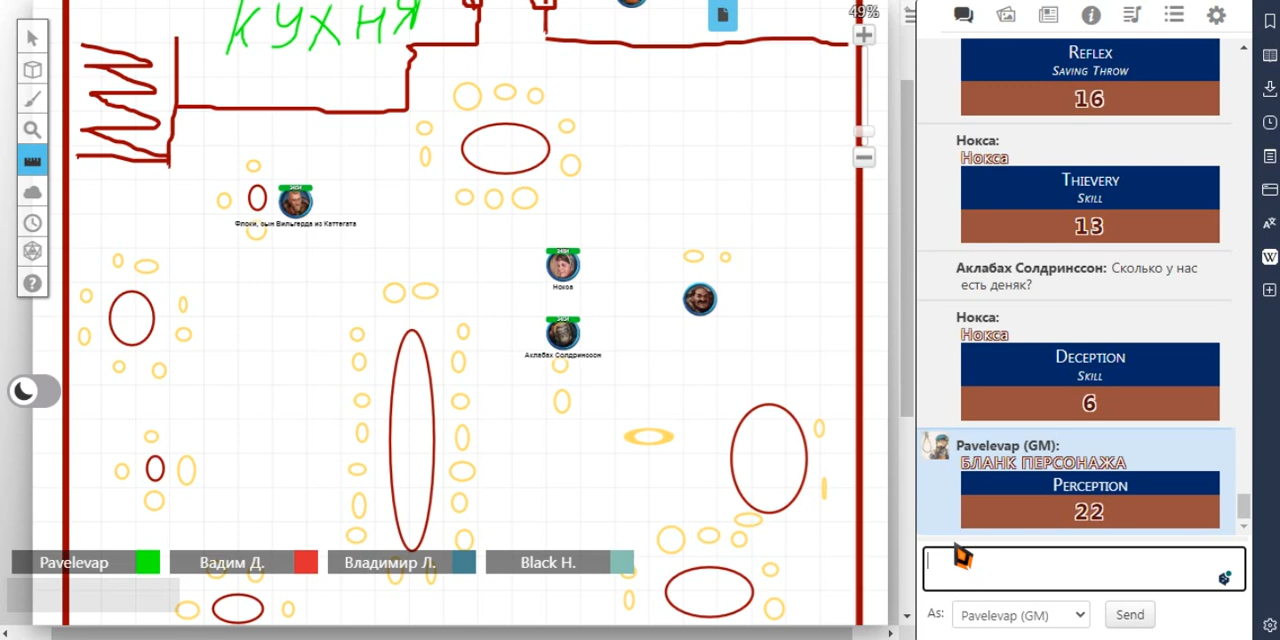 КУХНЯ
49%
Флоки, сын Вильгерда из Каттегата
Нокса
Аклабах Солдринссон
Pavelevap
Вадим Д.
Владимир Л.
Black H.
REFLEX
SAVING THROW
16
Нокса:
Нокса
THIEVERY
SKILL
13
Аклабах Солдринссон: Сколько у нас
есть деняк?
Нокса:
Нокса
DECEPTION
SKILL
6
Pavelevap (GM):
БЛАНК ПЕРСОНАЖА
PERCEPTION
22
As:
Pavelevap (GM)
Send